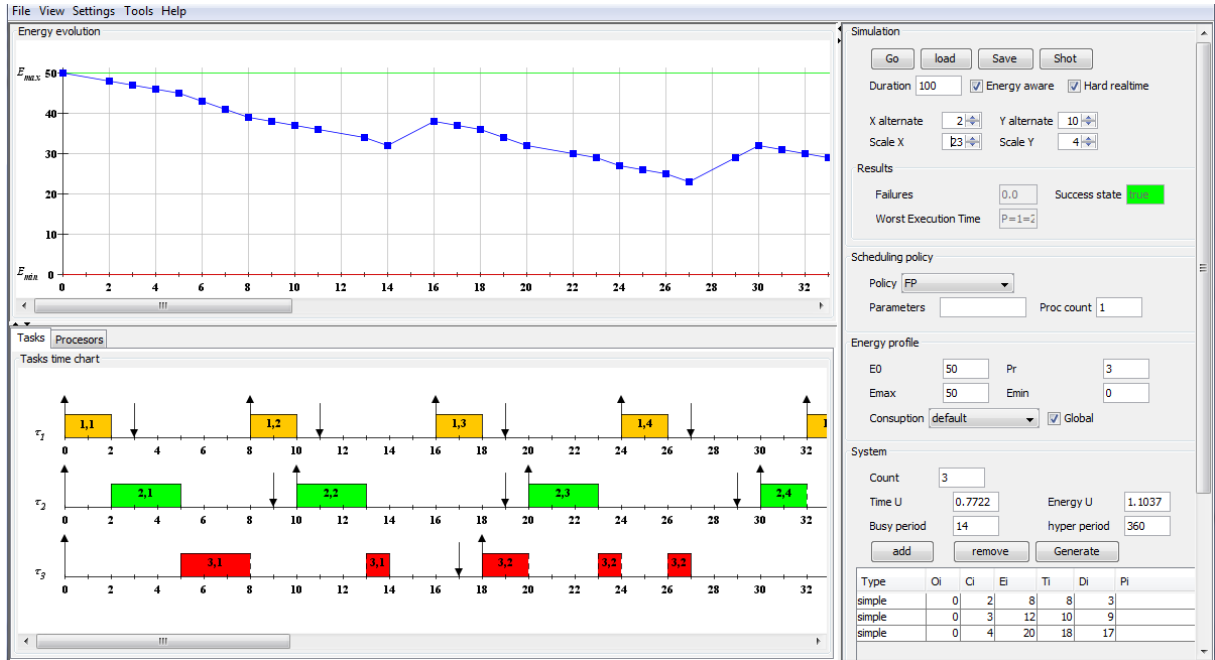 File View Settings Tools Help
Energy evolution
Emax 50
40
30
20
10
Emin 0
0 2 4 6 8 10 12 14 16 18 20 22 24 26 28 30 32
Tasks Procesors
Tasks time chart
τ1 1,1 1,2 1,3 1,4 1
0 2 4 6 8 10 12 14 16 18 20 22 24 26 28 30 32
τ2 2,1 2,2 2,3 2,4
0 2 4 6 8 10 12 14 16 18 20 22 24 26 28 30 32
τ3 3,1 3,1 3,2 3,2 3,2
0 2 4 6 8 10 12 14 16 18 20 22 24 26 28 30 32
Simulation
Go load Save Shot
Duration 100 Energy aware Hard realtime
X alternate 2 Y alternate 10
Scale X 23 Scale Y 4
Results
Failures 0.0 Success state true
Worst Execution Time P=1=2
Scheduling policy
Policy FP
Parameters Proc count 1
Energy profile
E0 50 Pr 3
Emax 50 Emin 0
Consuption default Global
System
Count 3
Time U 0.7722 Energy U 1.1037
Busy period 14 hyper period 360
add remove Generate
Type Oi Ci Ei Ti Di Pi
simple 0 2 8 8 3
simple 0 3 12 10 9
simple 0 4 20 18 17